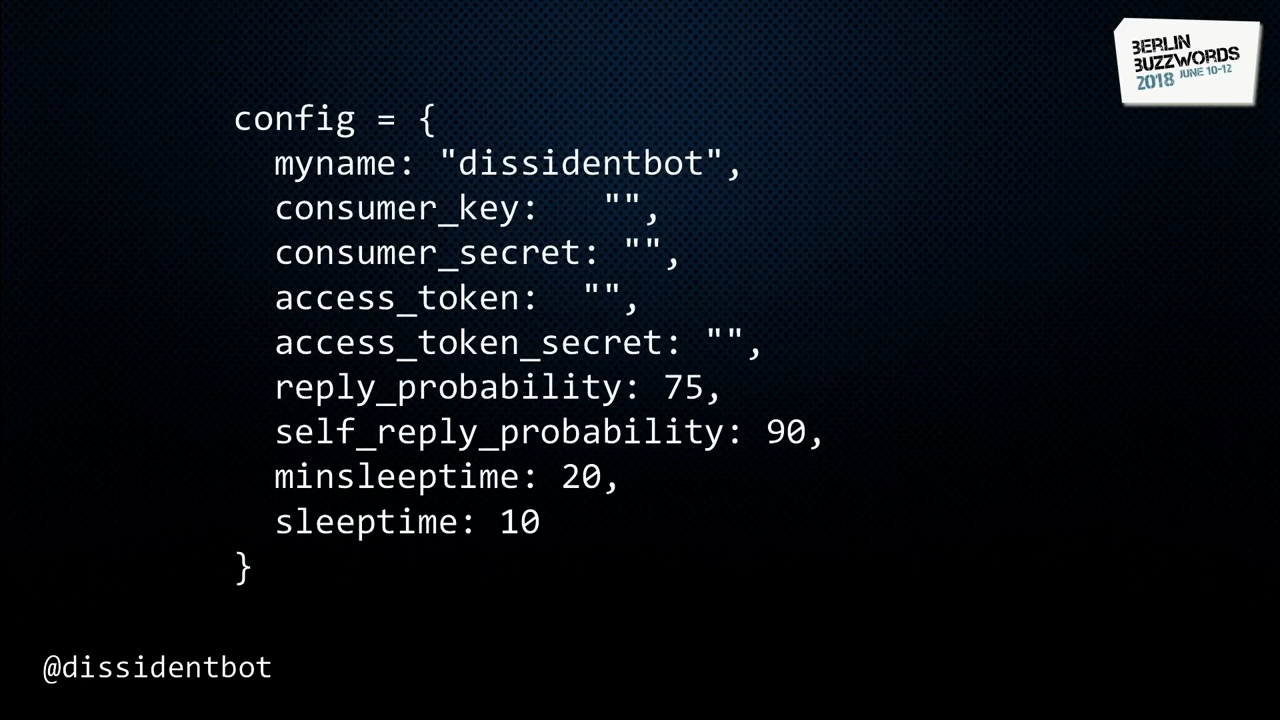 BERLIN
BUZZWORDS
2018 JUNE 10-12
config = {
  myname: "dissidentbot",
  consumer_key:   "",
  consumer_secret: "",
  access_token:  "",
  access_token_secret: "",
  reply_probability: 75,
  self_reply_probability: 90,
  minsleeptime: 20,
  sleeptime: 10
}
@dissidentbot